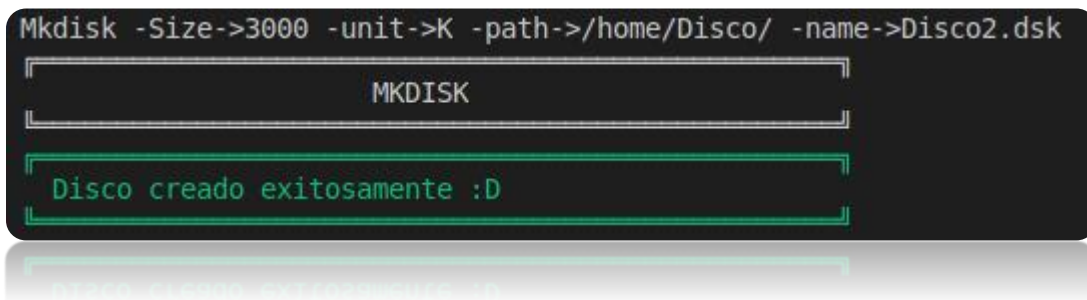 Mkdisk -Size->3000 -unit->K -path->/home/Disco/ -name->Disco2.dsk
MKDISK
Disco creado exitosamente :D